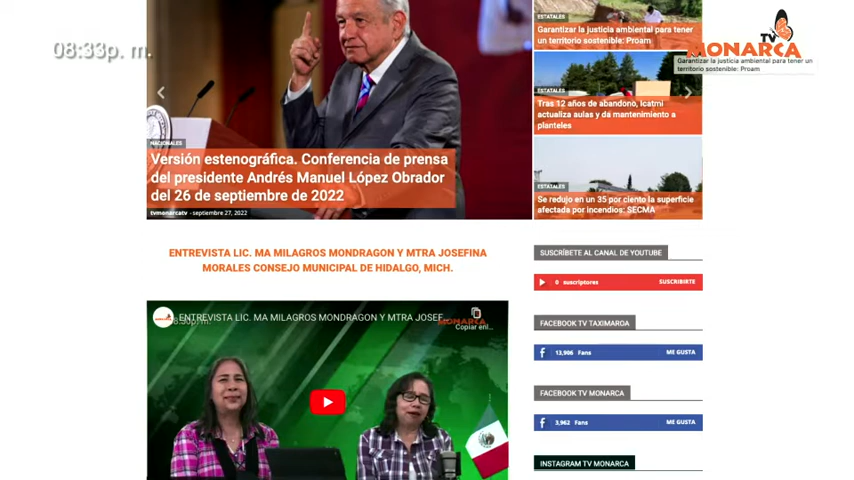 08:33p. m.
TV
MONARCA
ESTATALES
Garantizar la justicia ambiental para tener
un territorio sostenible: Proam
Garantizar la justicia ambiental para tener un
territorio sostenible: Proam
ESTATALES
Tras 12 años de abandono, Icatmi
actualiza aulas y da mantenimiento a
planteles
NACIONALES
Versión estenográfica. Conferencia de prensa
del presidente Andrés Manuel López Obrador
del 26 de septiembre de 2022
tvmonarcatv - septiembre 27, 2022
ESTATALES
Se redujo en un 35 por ciento la superficie
afectada por incendios: SECMA
ENTREVISTA LIC. MA MILAGROS MONDRAGON Y MTRA JOSEFINA
MORALES CONSEJO MUNICIPAL DE HIDALGO, MICH.
ENTREVISTA LIC. MA MILAGROS MONDRAGON Y MTRA JOSEF...
MONARCA
Copiar enl...
SUSCRÍBETE AL CANAL DE YOUTUBE
0 suscriptores SUSCRIBIRTE
FACEBOOK TV TAXIMAROA
13,906 Fans ME GUSTA
FACEBOOK TV MONARCA
3,962 Fans ME GUSTA
INSTAGRAM TV MONARCA